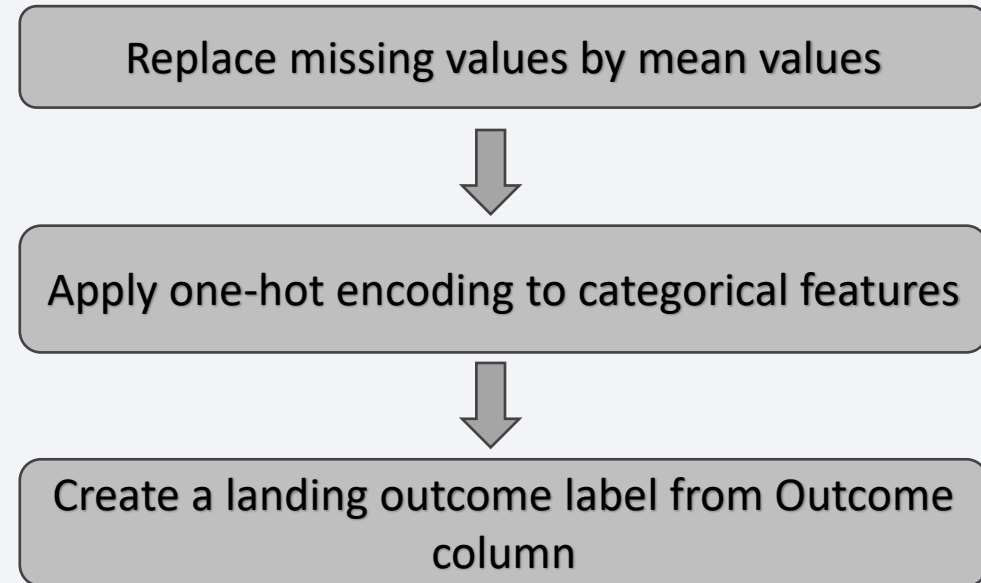 Replace missing values by mean values
Apply one-hot encoding to categorical features
Create a landing outcome label from Outcome
column